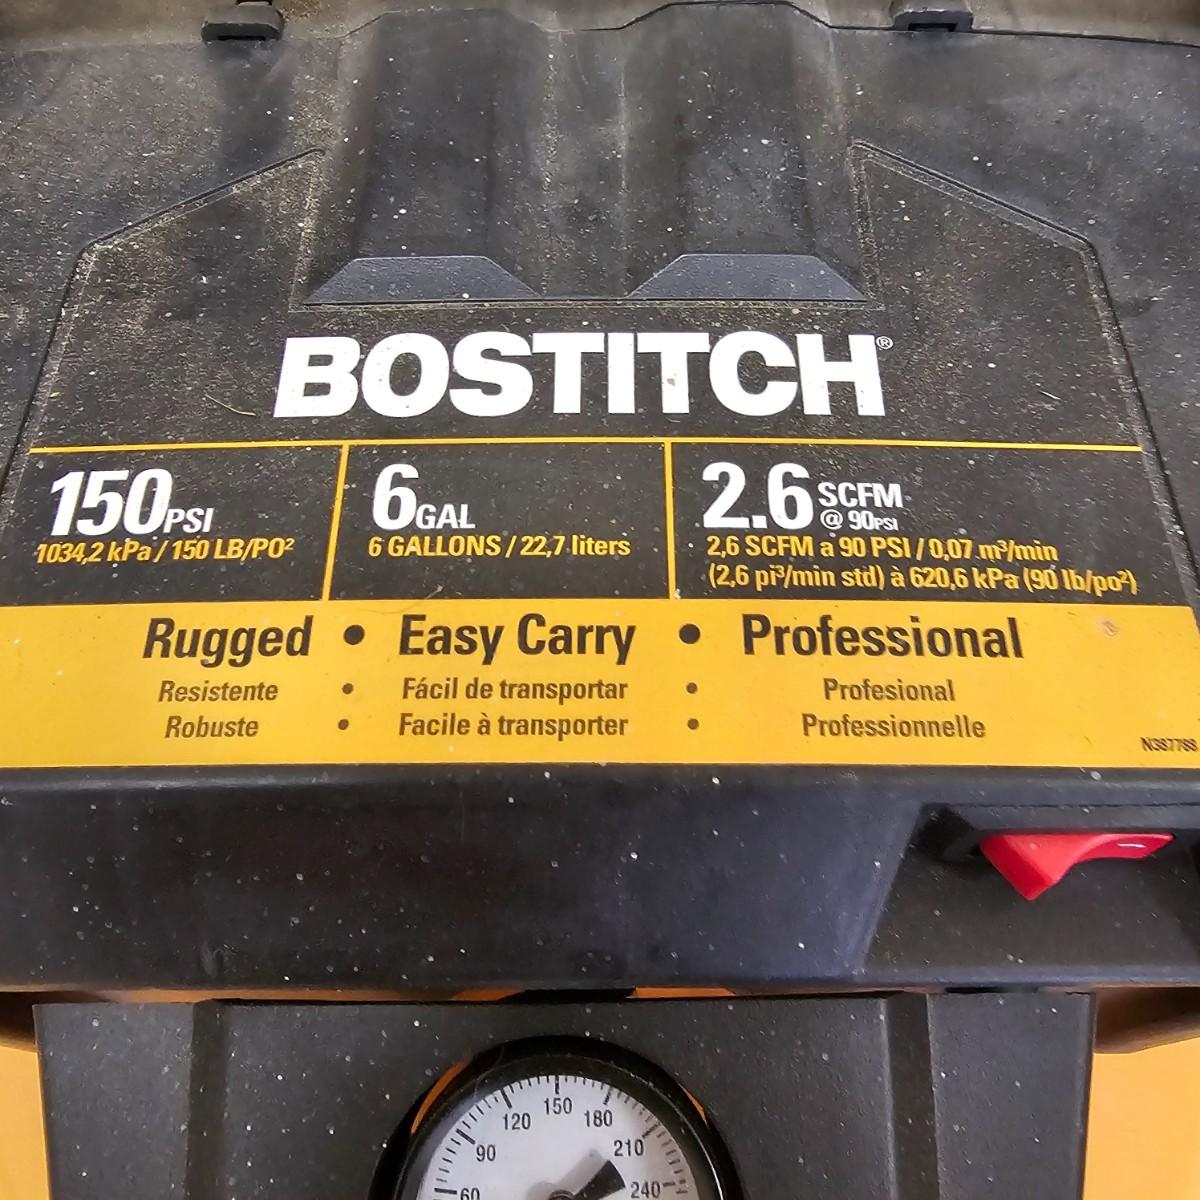 BOSTITCH®
150PSI
1034,2 kPa / 150 LB/PO²
6GAL
6 GALLONS / 22,7 liters
2.6 SCFM
@ 90PSI
2,6 SCFM a 90 PSI / 0,07 m³/min
(2,6 pi³/min std) à 620,6 kPa (90 lb/po²)
Rugged • Easy Carry • Professional
Resistente • Fácil de transportar • Profesional
Robuste • Facile à transporter • Professionnelle
60 90 120 150 180 210 240